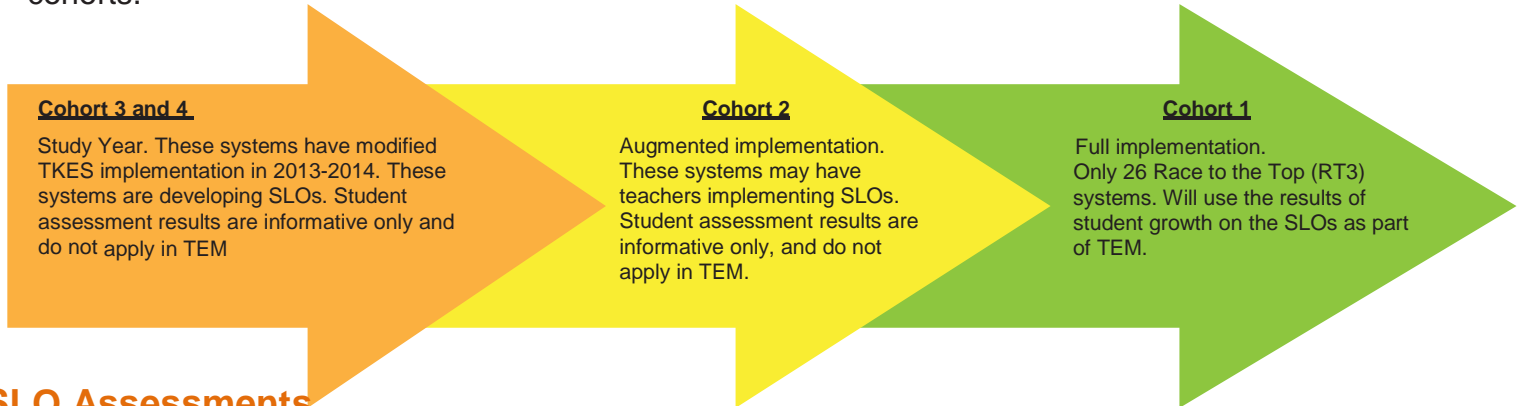 cohorts.
Cohort 3 and 4
Study Year. These systems have modified
TKES implementation in 2013-2014. These
systems are developing SLOs. Student
assessment results are informative only and
do not apply in TEM
Cohort 2
Augmented implementation.
These systems may have
teachers implementing SLOs.
Student assessment results are
informative only, and do not
apply in TEM.
Cohort 1
Full implementation.
Only 26 Race to the Top (RT3)
systems. Will use the results of
student growth on the SLOs as part
of TEM.
SLO Assessments